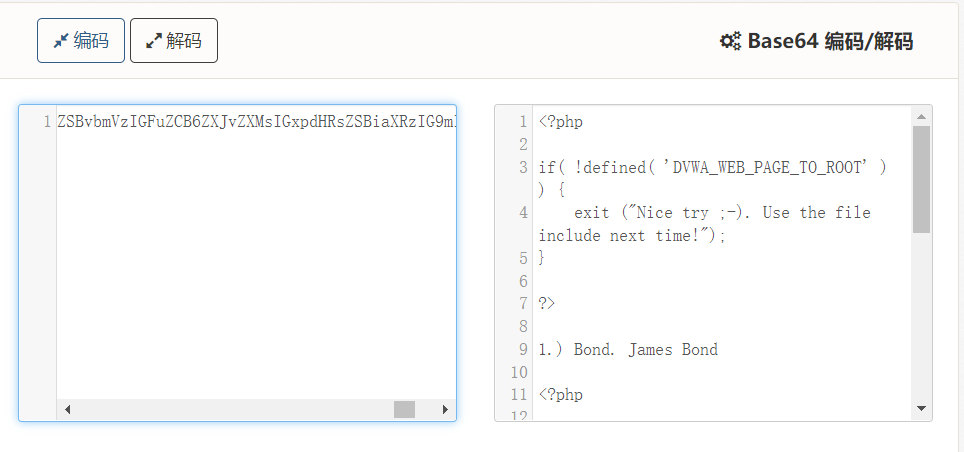 编码 解码 Base64 编码/解码
1 ZSBvbmVzIGFuZCB6ZXJvZXMsIGxpdHRsZSBiaXRzIG9m
1 <?php
2
3 if( !defined( 'DVWA_WEB_PAGE_TO_ROOT' )
) {
4 exit ("Nice try ;-). Use the file
include next time!");
5 }
6
7 ?>
8
9 1.) Bond. James Bond
10
11 <?php
12